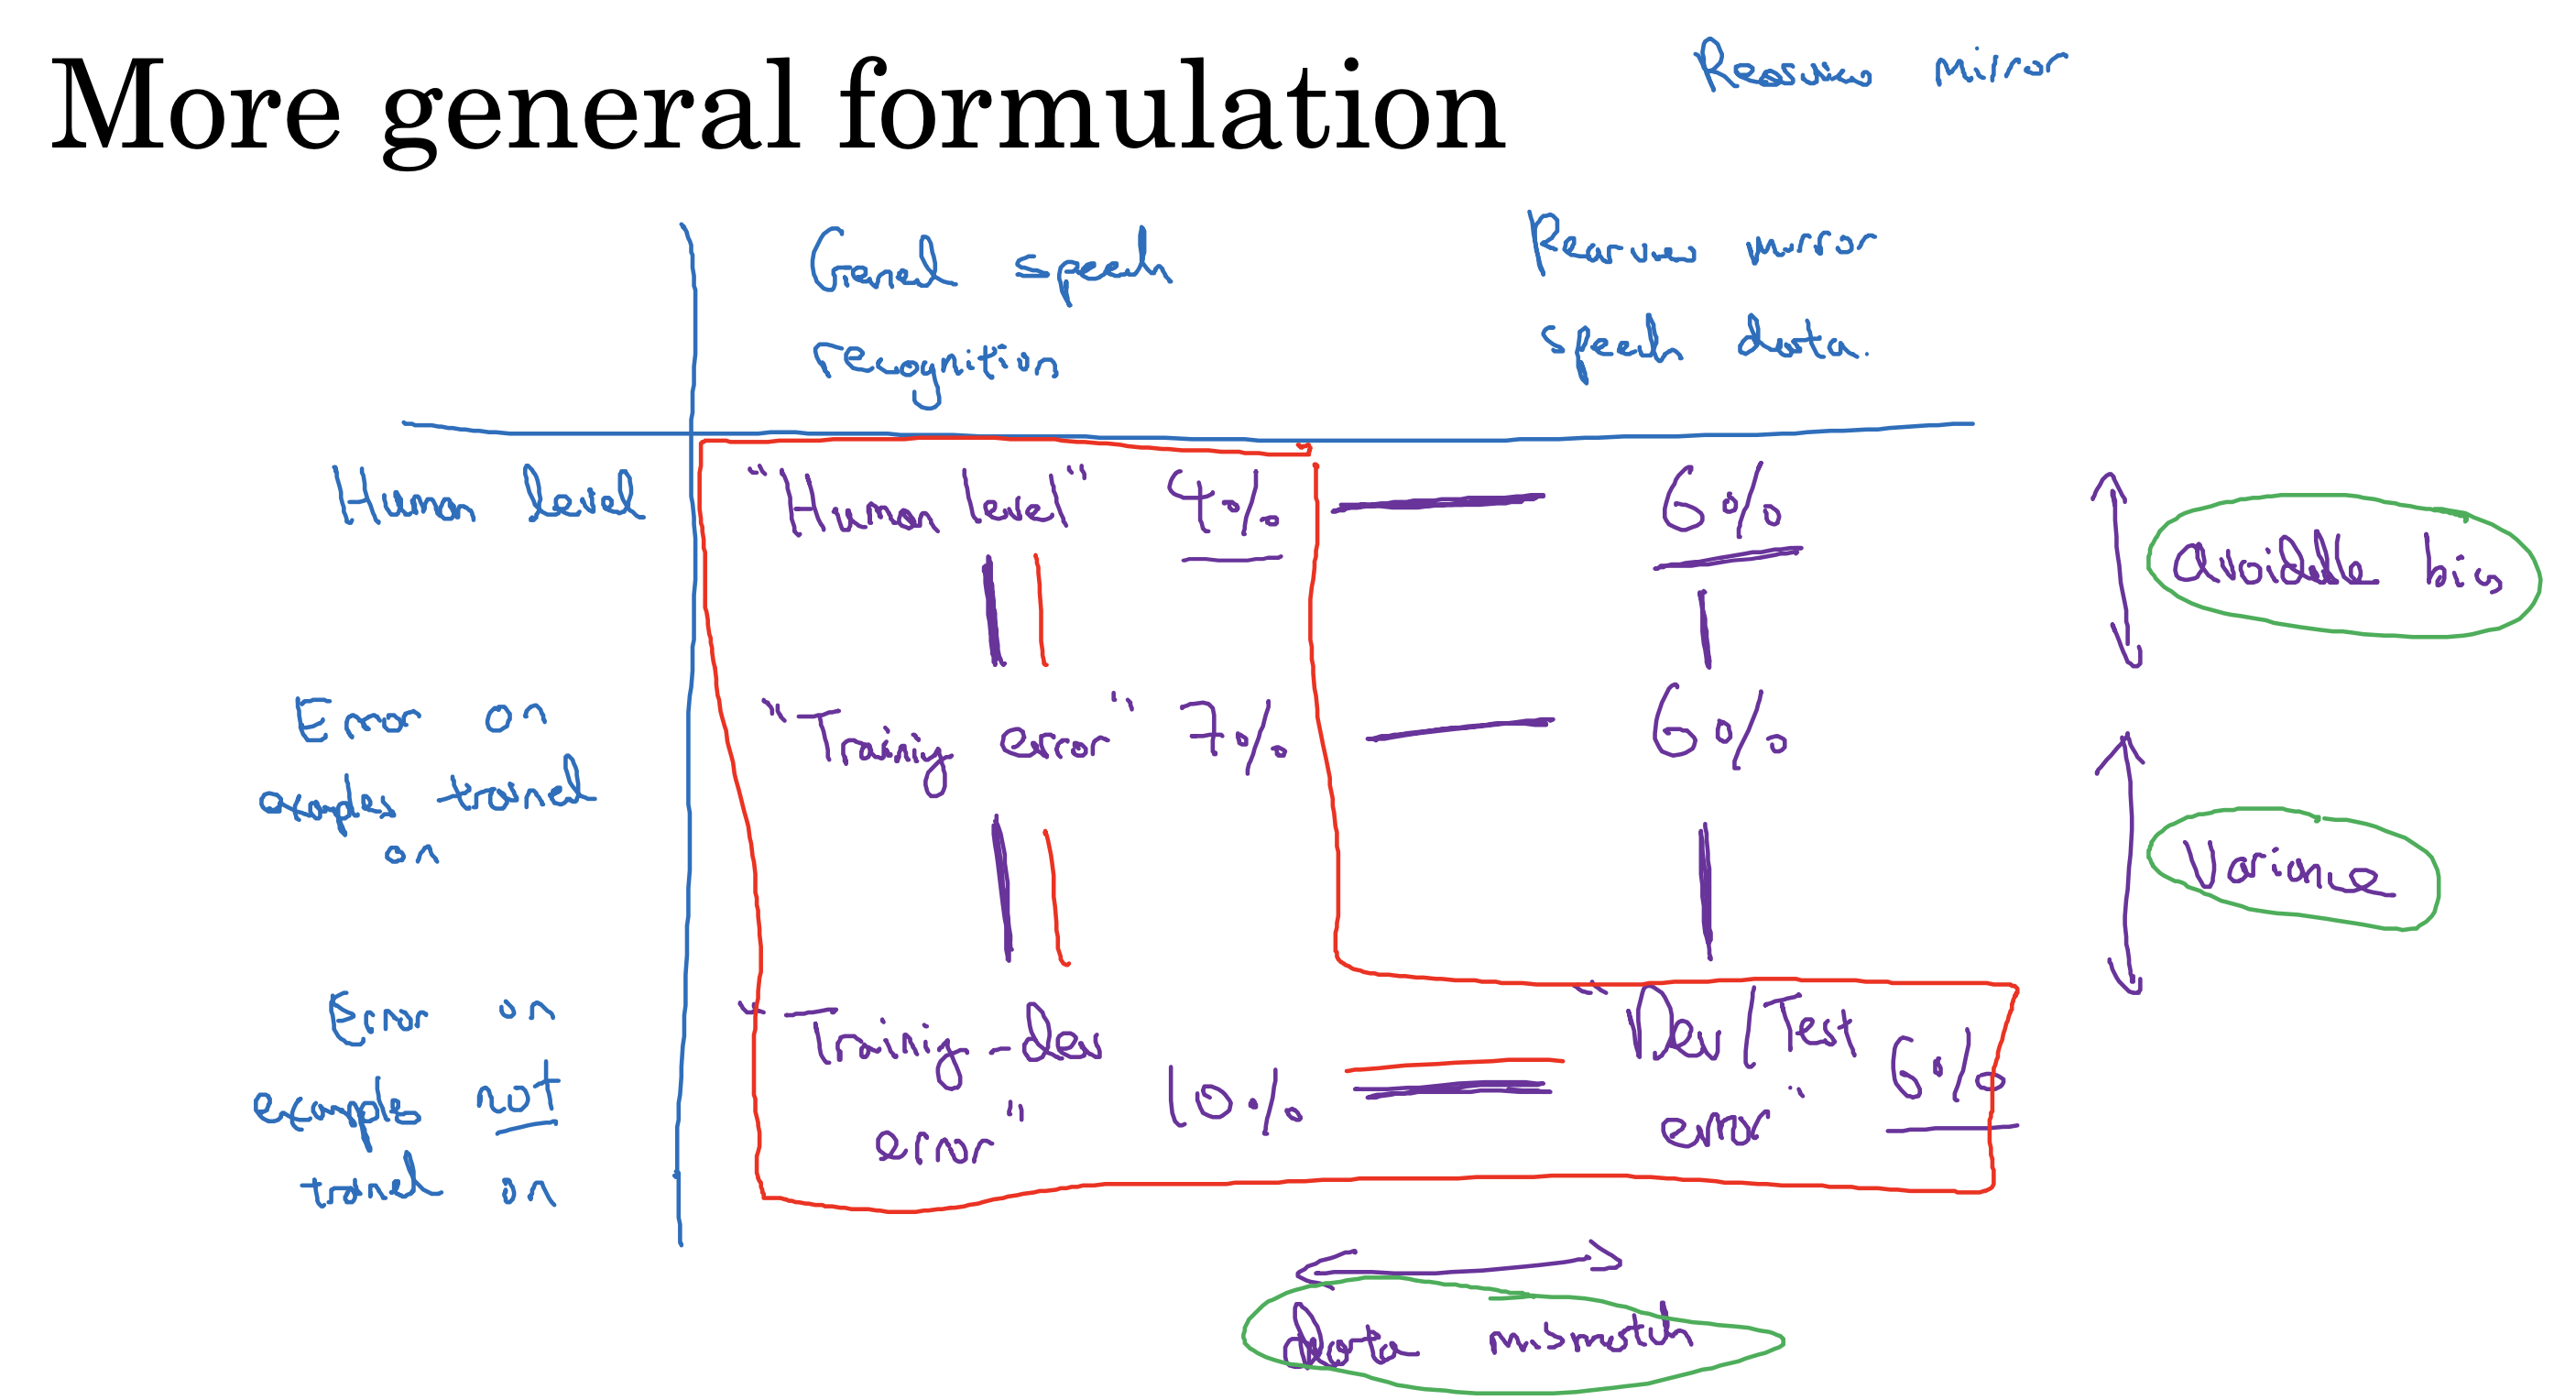 More general formulation
Rearview mirror
General speech
recognition
Rearview mirror
speech data.
Human level
"Human level" 4%
6%
avoidable bias
Error on
examples trained
on
"Training error" 7%
6%
Variance
Error on
examples not
trained on
"Training-dev
error" 10%
"Dev/Test
error" 6%
data mismatch